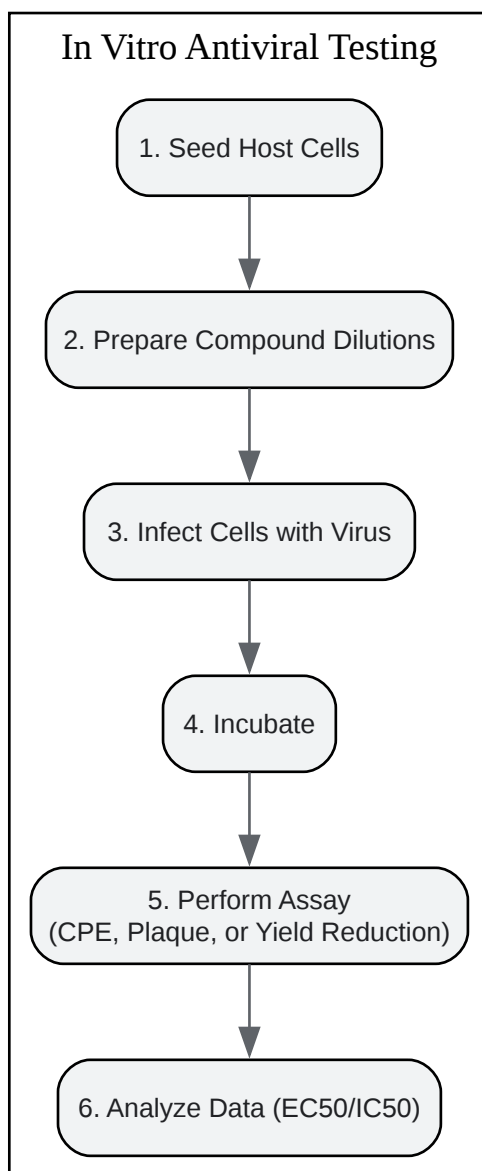 In Vitro Antiviral Testing
1. Seed Host Cells
2. Prepare Compound Dilutions
3. Infect Cells with Virus
4. Incubate
5. Perform Assay
(CPE, Plaque, or Yield Reduction)
6. Analyze Data (EC50/IC50)